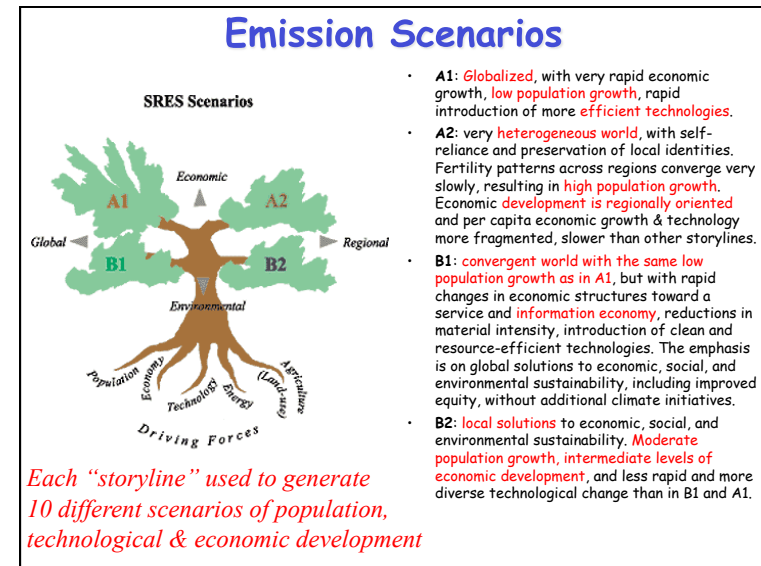 Emission Scenarios
SRES Scenarios
Economic
A1
A2
Global
Regional
B1
B2
Environmental
Population
Economy
Technology
Energy
Agriculture
(Land-use)
Driving Forces
Each “storyline” used to generate
10 different scenarios of population,
technological & economic development
• A1: Globalized, with very rapid economic
growth, low population growth, rapid
introduction of more efficient technologies.
• A2: very heterogeneous world, with self-
reliance and preservation of local identities.
Fertility patterns across regions converge very
slowly, resulting in high population growth.
Economic development is regionally oriented
and per capita economic growth & technology
more fragmented, slower than other storylines.
• B1: convergent world with the same low
population growth as in A1, but with rapid
changes in economic structures toward a
service and information economy, reductions in
material intensity, introduction of clean and
resource-efficient technologies. The emphasis
is on global solutions to economic, social, and
environmental sustainability, including improved
equity, without additional climate initiatives.
• B2: local solutions to economic, social, and
environmental sustainability. Moderate
population growth, intermediate levels of
economic development, and less rapid and more
diverse technological change than in B1 and A1.